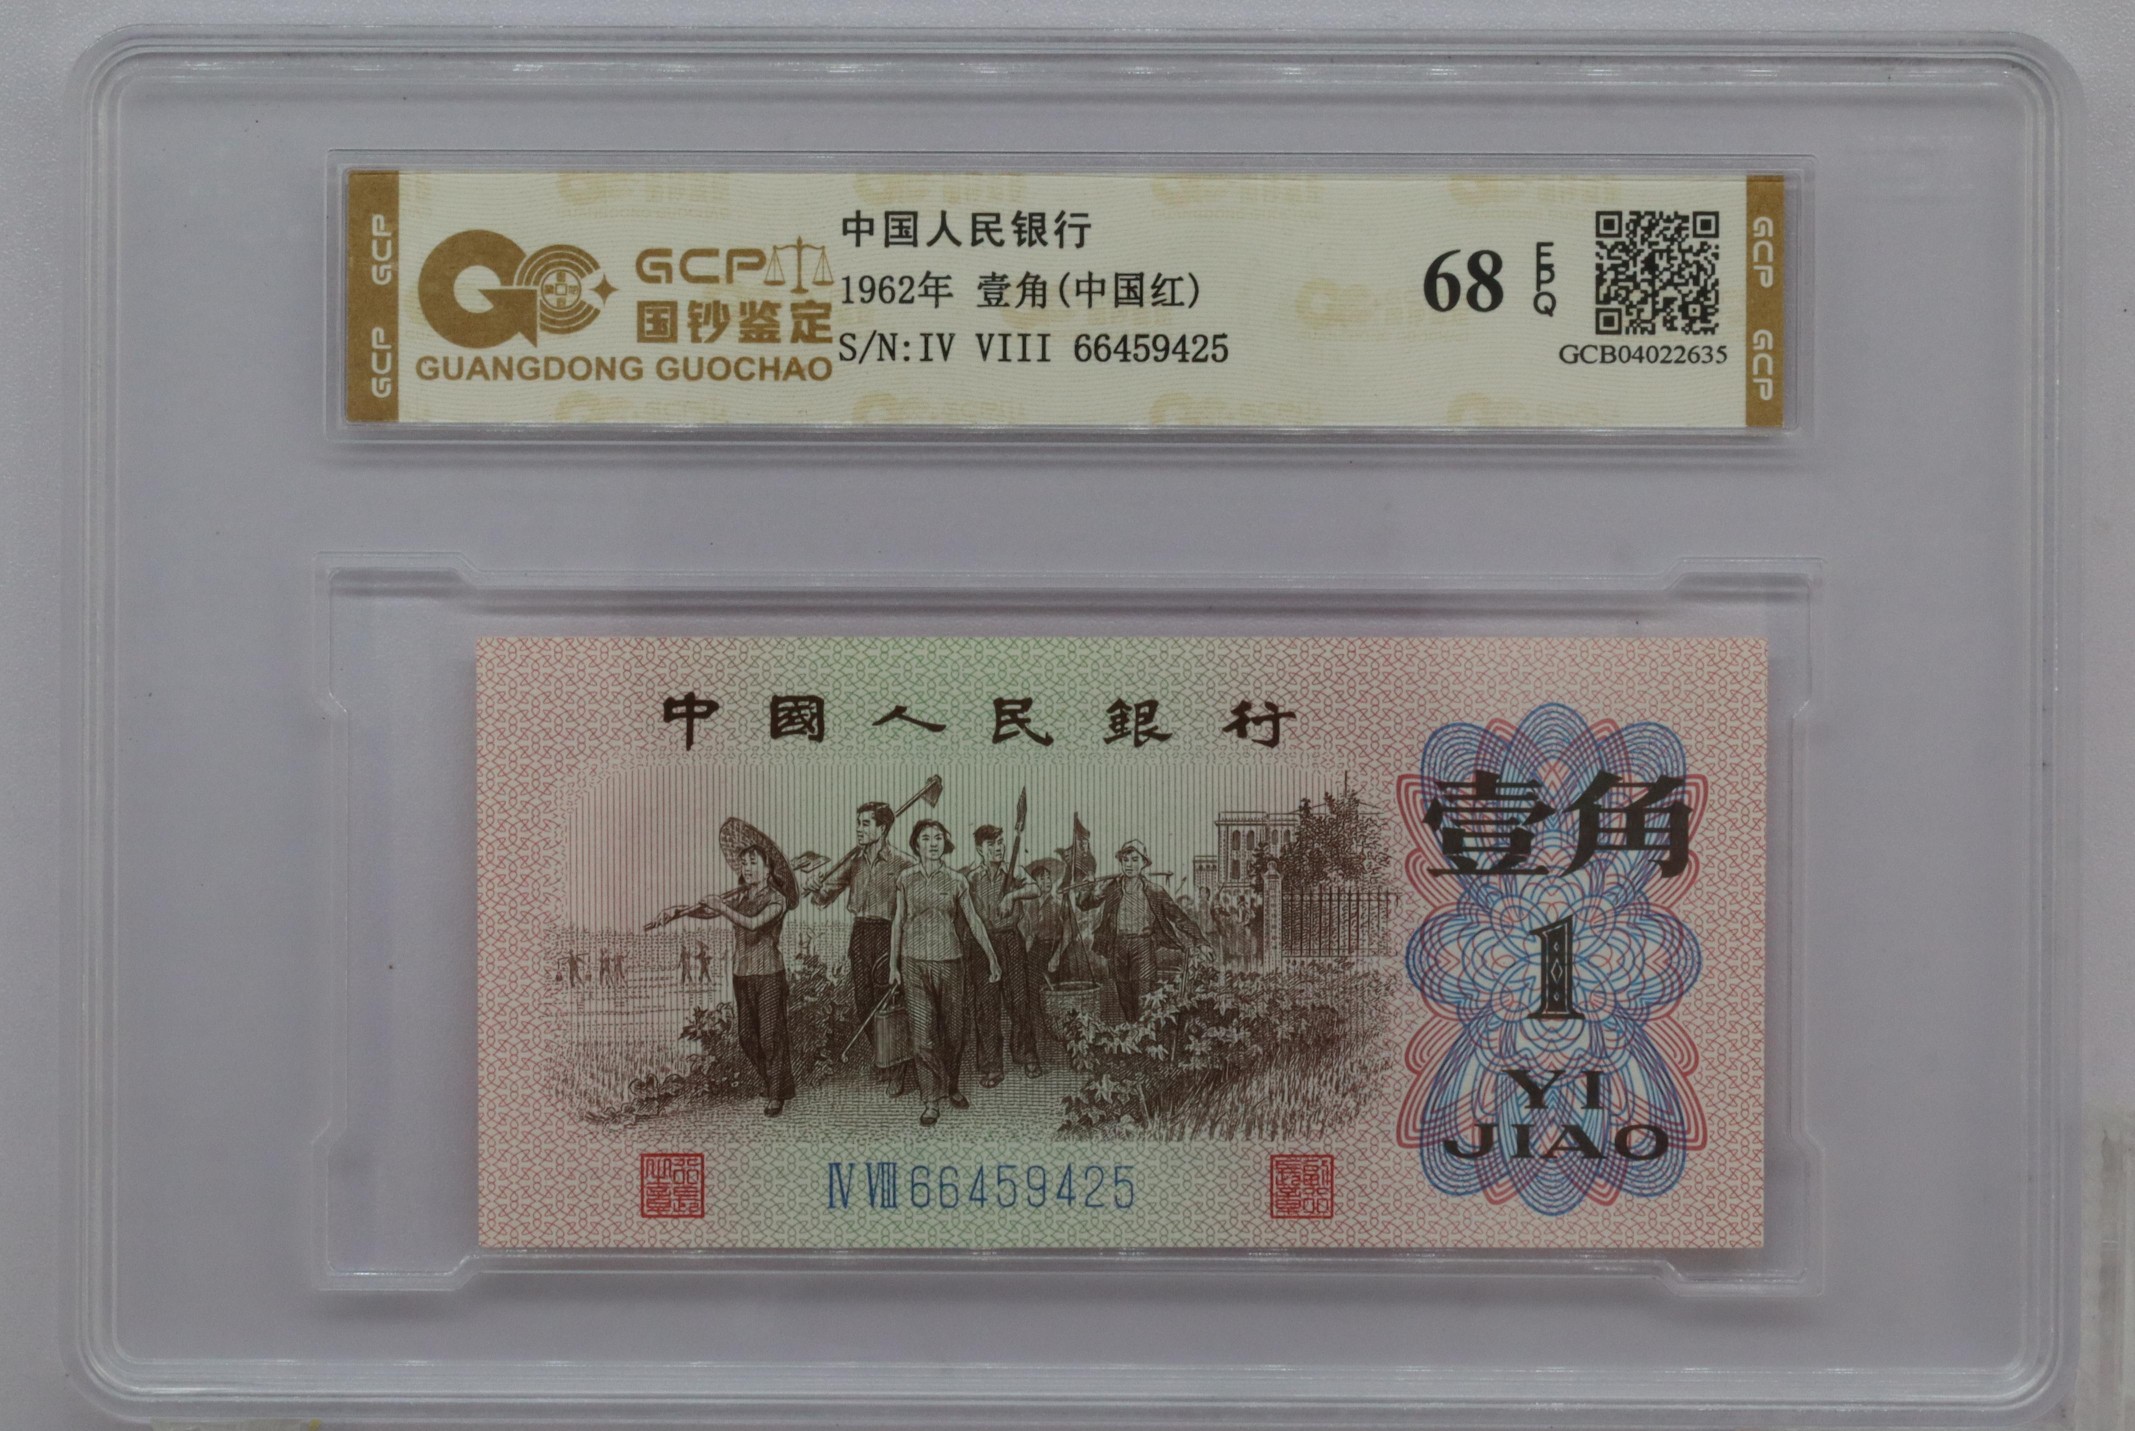 GCP
GCP
GCP
国钞鉴定
GUANGDONG GUOCHAO
中国人民银行
1962年 壹角(中国红)
S/N:IV VIII 66459425
68 EPQ
GCB04022635
GCP
GCP
中國人民銀行
壹角
1
YI
JIAO
IV VIII 66459425